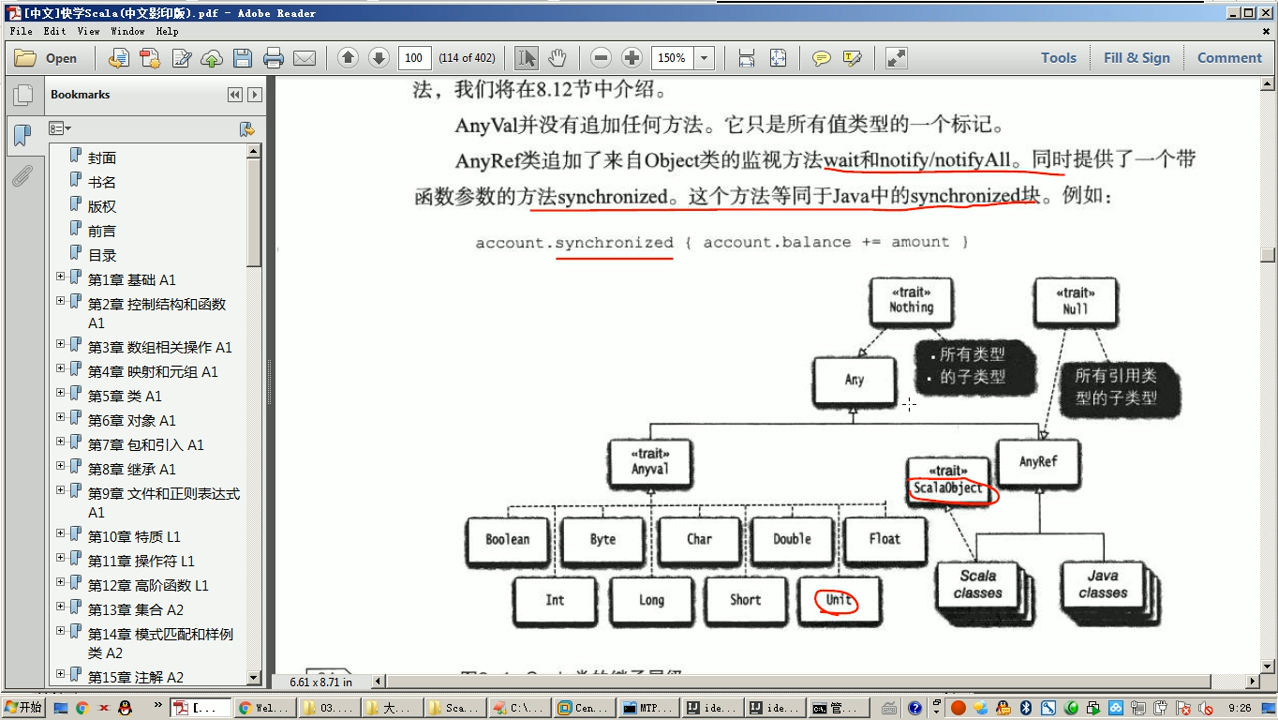 [中文]快学Scala(中文影印版).pdf - Adobe Reader
File Edit View Window Help
Open 100 (114 of 402) 150% Tools Fill & Sign Comment
Bookmarks
封面
书名
版权
前言
目录
第1章 基础 A1
第2章 控制结构和函数
A1
第3章 数组相关操作 A1
第4章 映射和元组 A1
第5章 类 A1
第6章 对象 A1
第7章 包和引入 A1
第8章 继承 A1
第9章 文件和正则表达式
A1
第10章 特质 L1
第11章 操作符 L1
第12章 高阶函数 L1
第13章 集合 A2
第14章 模式匹配和样例
类 A2
第15章 注解 A2
法，我们将在8.12节中介绍。
AnyVal并没有追加任何方法。它只是所有值类型的一个标记。
AnyRef类追加了来自Object类的监视方法wait和notify/notifyAll。同时提供了一个带
函数参数的方法synchronized。这个方法等同于Java中的synchronized块。例如：
account.synchronized { account.balance += amount }
«trait»
Nothing
«trait»
Null
所有类型
的子类型
所有引用类
型的子类型
Any
«trait»
Anyval
«trait»
ScalaObject
AnyRef
Boolean Byte Char Double Float
Int Long Short Unit
Scala
classes
Java
classes
6.61 x 8.71 in
开始 [... Wel... 03.... 大... Sca... C:\... Cen... MTP... ide... ide... 管... 9:26